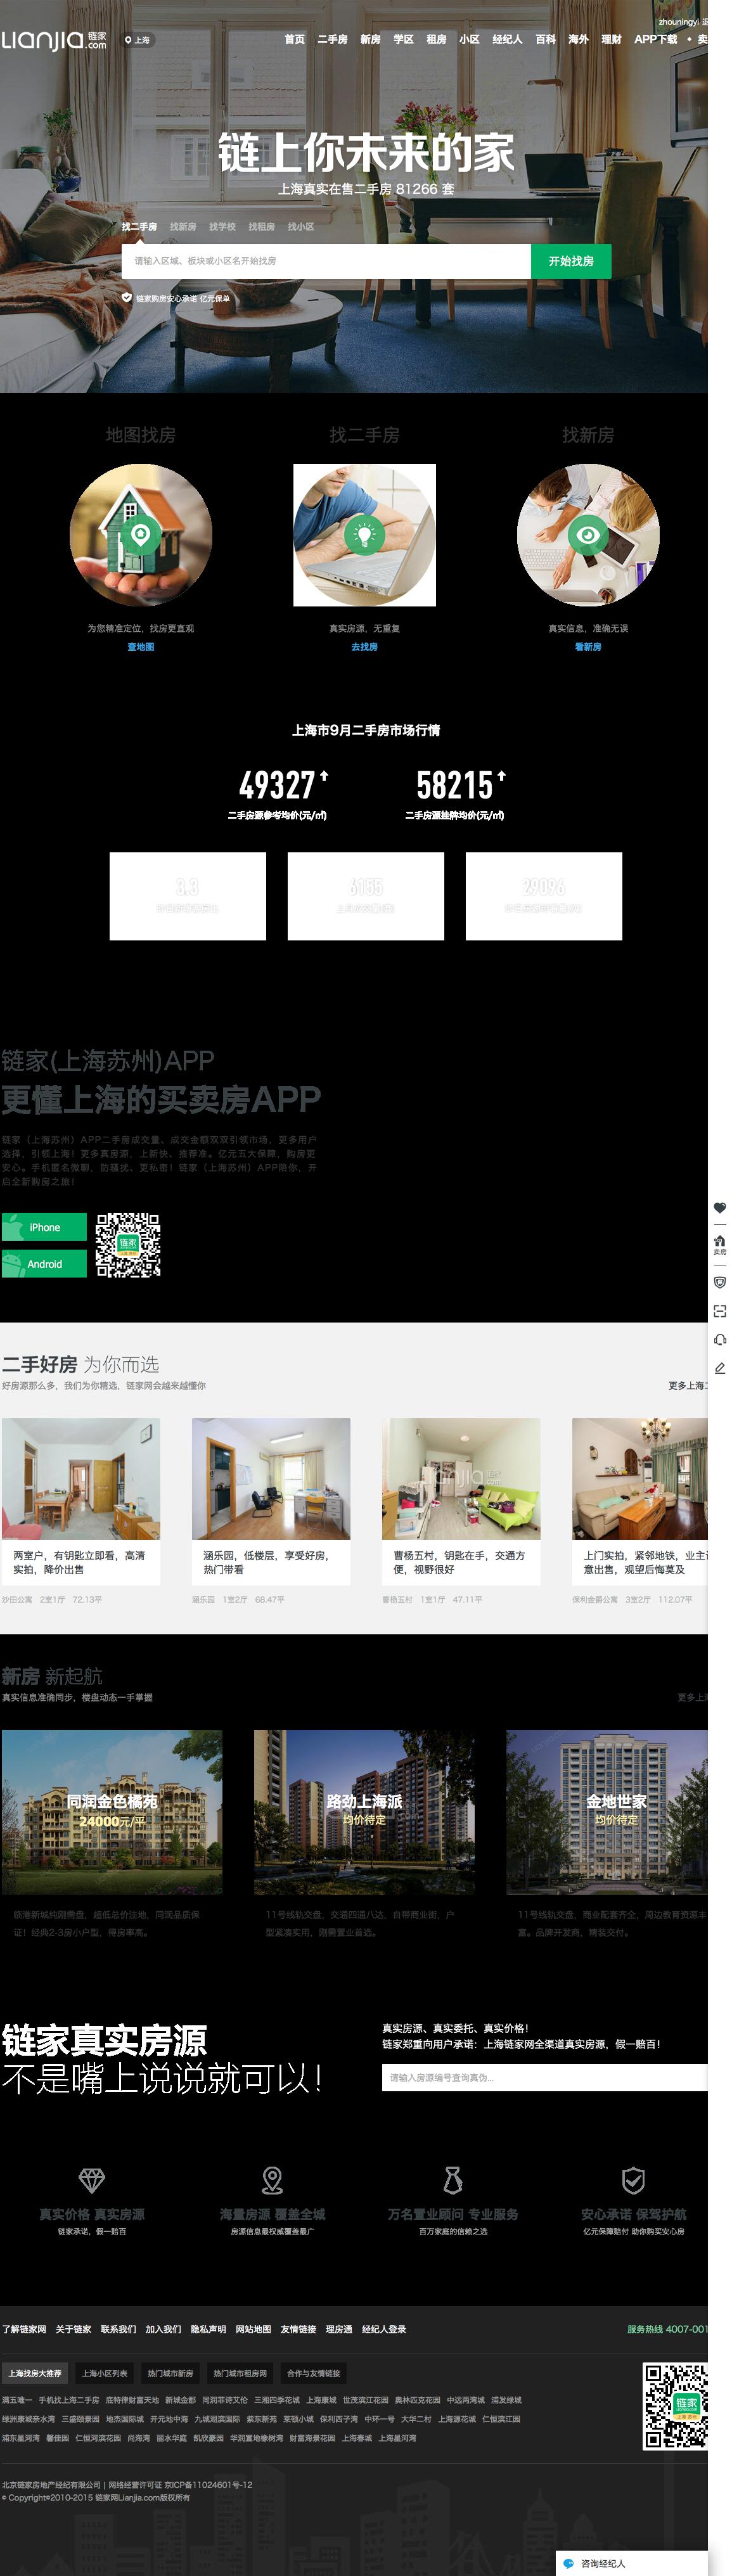 zhouningyi
LIANJIA.com 链家
上海
首页 二手房 新房 学区 租房 小区 经纪人 百科 海外 理财 APP下载
链上你未来的家
上海真实在售二手房 81266 套
找二手房 找新房 找学校 找租房 找小区
请输入区域、板块或小区名开始找房
开始找房
链家购房安心承诺 亿元保单
地图找房
找二手房
找新房
为您精准定位，找房更直观
真实房源，无重复
真实信息，准确无误
查地图
去找房
看新房
上海市9月二手房市场行情
49327
58215
二手房源参考均价(元/㎡)
二手房源挂牌均价(元/㎡)
3.3
6155
29096
链家(上海苏州)APP
更懂上海的买卖房APP
链家（上海苏州）APP二手房成交量、成交金额双双引领市场，更多用户
选择，引领上海！更多真房源，上新快、推荐准。亿元五大保障，购房更
安心。手机匿名微聊，防骚扰、更私密！链家（上海苏州）APP陪你，开
启全新购房之旅！
iPhone
Android
链家
卖房
二手好房 为你而选
好房源那么多，我们为你精选，链家网会越来越懂你
更多上海二
lianjia
两室户，有钥匙立即看，高清
实拍，降价出售
涵乐园，低楼层，享受好房，
热门带看
曹杨五村，钥匙在手，交通方
便，视野很好
上门实拍，紧邻地铁，业主
意出售，观望后悔莫及
沙田公寓 2室1厅 72.13平
涵乐园 1室2厅 68.47平
曹杨五村 1室1厅 47.11平
保利金爵公寓 3室2厅 112.07平
新房 新起航
真实信息准确同步，楼盘动态一手掌握
更多上海
同润金色橘苑
24000元/平
路劲上海派
均价待定
金地世家
均价待定
临港新城纯刚需盘，超低总价洼地，同润品质保
证！经典2-3房小户型，得房率高。
11号线轨交盘，交通四通八达，自带商业街，户
型紧凑实用，刚需置业首选。
11号线轨交盘，商业配套齐全，周边教育资源丰
富。品牌开发商，精装交付。
链家真实房源
不是嘴上说说就可以！
真实房源、真实委托、真实价格！
链家郑重向用户承诺：上海链家网全渠道真实房源，假一赔百！
请输入房源编号查询真伪...
真实价格 真实房源
海量房源 覆盖全城
万名置业顾问 专业服务
安心承诺 保驾护航
链家承诺，假一赔百
房源信息最权威覆盖最广
百万家庭的信赖之选
亿元保障赔付 助你购买安心房
了解链家网 关于链家 联系我们 加入我们 隐私声明 网站地图 友情链接 理房通 经纪人登录
服务热线 4007-001
上海找房大推荐 上海小区列表 热门城市新房 热门城市租房网 合作与友情链接
满五唯一 手机找上海二手房 底特律财富天地 新城金郡 同润菲诗艾伦 三湘四季花城 上海康城 世茂滨江花园 奥林匹克花园 中远两湾城 浦发绿城
绿洲康城亲水湾 三盛颐景园 地杰国际城 开元地中海 九城湖滨国际 紫东新苑 莱顿小城 保利西子湾 中环一号 大华二村 上海源花城 仁恒滨江园
浦东星河湾 馨佳园 仁恒河滨花园 尚海湾 丽水华庭 凯欣豪园 华润置地橡树湾 财富海景花园 上海春城 上海星河湾
链家
上海 苏州
北京链家房地产经纪有限公司 | 网络经营许可证 京ICP备11024601号-12
© Copyright©2010-2015 链家网Lianjia.com版权所有
咨询经纪人